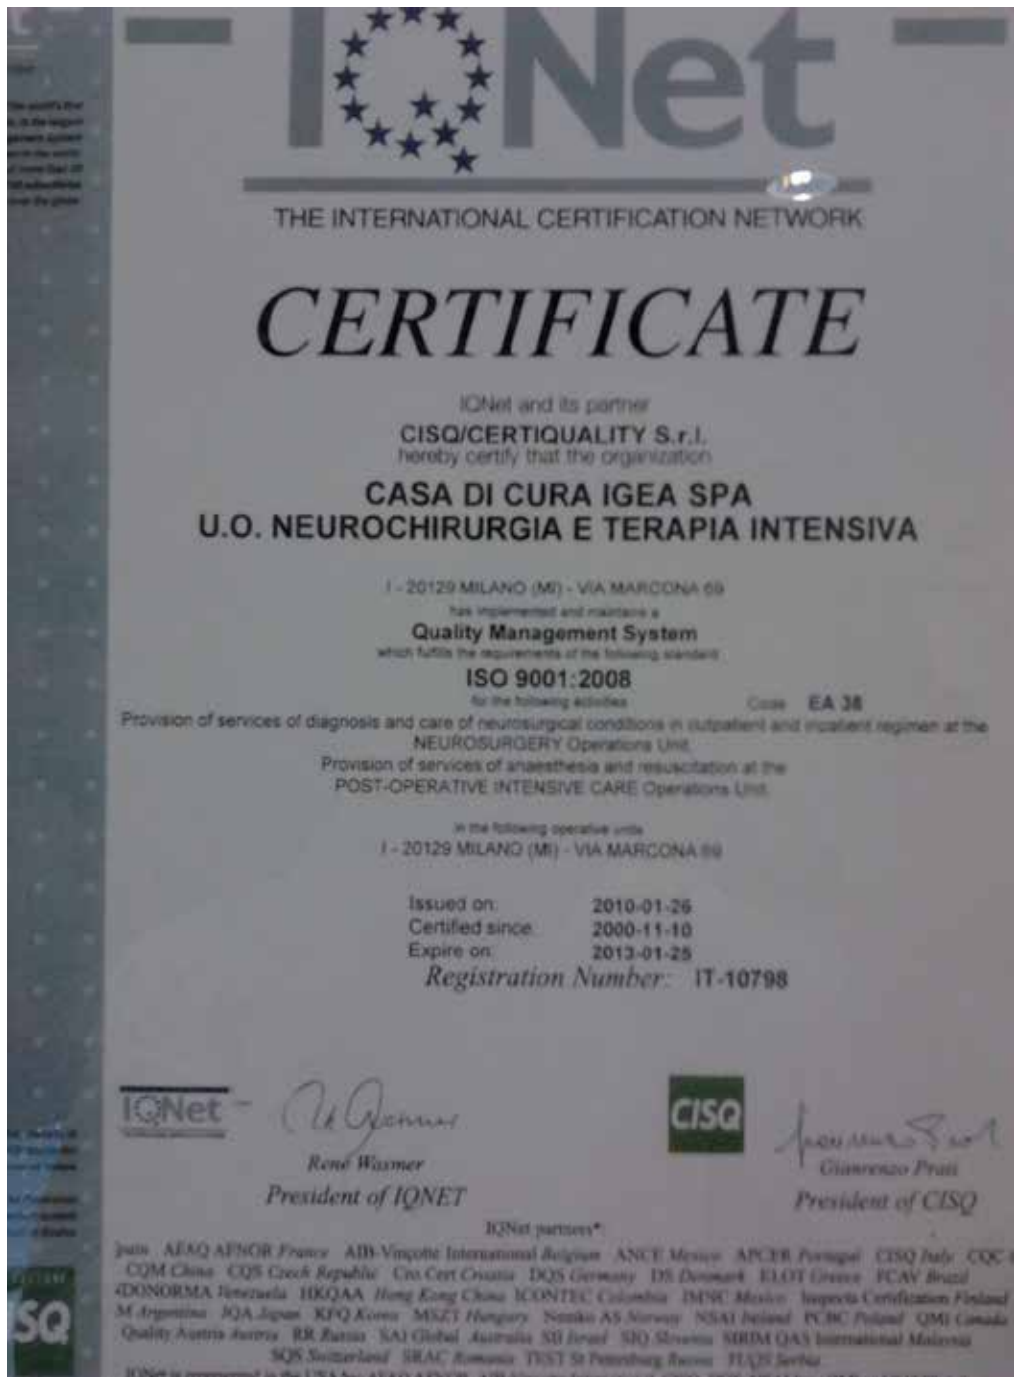 IQNet
THE INTERNATIONAL CERTIFICATION NETWORK
CERTIFICATE
IQNet and its partner
CISQ/CERTIQUALITY S.r.l.
hereby certify that the organization
CASA DI CURA IGEA SPA
U.O. NEUROCHIRURGIA E TERAPIA INTENSIVA
I - 20129 MILANO (MI) - VIA MARCONA 69
has implemented and maintains a
Quality Management System
which fulfills the requirements of the following standard
ISO 9001:2008
for the following activities Code EA 38
Provision of services of diagnosis and care of neurosurgical conditions in outpatient and inpatient regimen at the
NEUROSURGERY Operations Unit
Provision of services of anaesthesia and resuscitation at the
POST-OPERATIVE INTENSIVE CARE Operations Unit
in the following operative units
I - 20129 MILANO (MI) - VIA MARCONA 69
Issued on: 2010-01-26
Certified since: 2000-11-10
Expire on: 2013-01-25
Registration Number: IT-10798
IQNet
CISQ
René Wasmer
Gianrenzo Prati
President of IQNET
President of CISQ
IQNet partners*:
AFAQ AFNOR France AIB-Vinçotte International Belgium ANCE Mexico APCER Portugal CISQ Italy CQC
CQM China CQS Czech Republic Cro Cert Croatia DQS Germany DS Denmark ELOT Greece FCAV Brazil
FONDONORMA Venezuela HKQAA Hong Kong China ICONTEC Colombia IMNC Mexico Inspecta Certification Finland
M Argentina JQA Japan KFQ Korea MSZT Hungary Nemko AS Norway NSAI Ireland PCBC Poland QMI Canada
Quality Austria Austria RR Russia SAI Global Australia SII Israel SIQ Slovenia SIRIM QAS International Malaysia
SQS Switzerland SRAC Romania TEST St Petersburg Russia YUQS Serbia